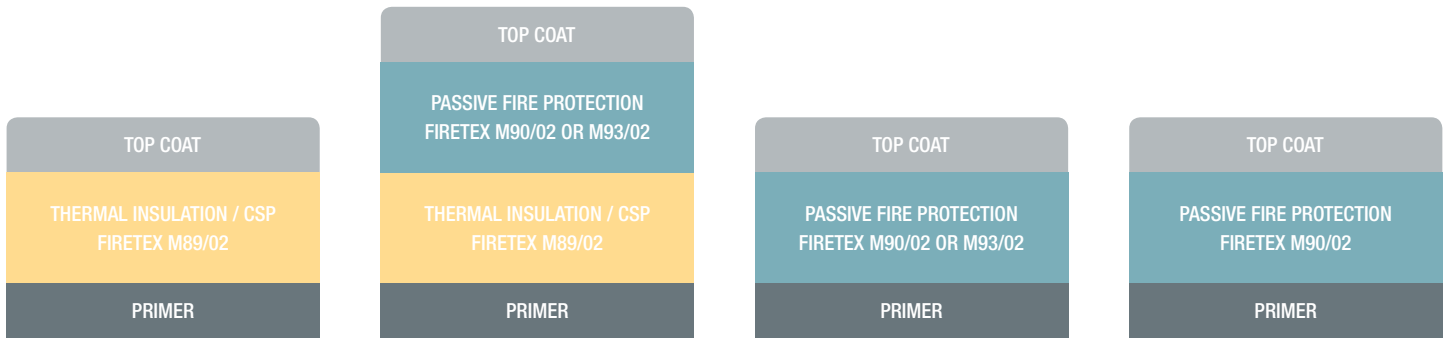 TOP COAT
THERMAL INSULATION / CSP
FIRETEX M89/02
PRIMER
TOP COAT
PASSIVE FIRE PROTECTION
FIRETEX M90/02 OR M93/02
THERMAL INSULATION / CSP
FIRETEX M89/02
PRIMER
TOP COAT
PASSIVE FIRE PROTECTION
FIRETEX M90/02 OR M93/02
PRIMER
TOP COAT
PASSIVE FIRE PROTECTION
FIRETEX M90/02
PRIMER